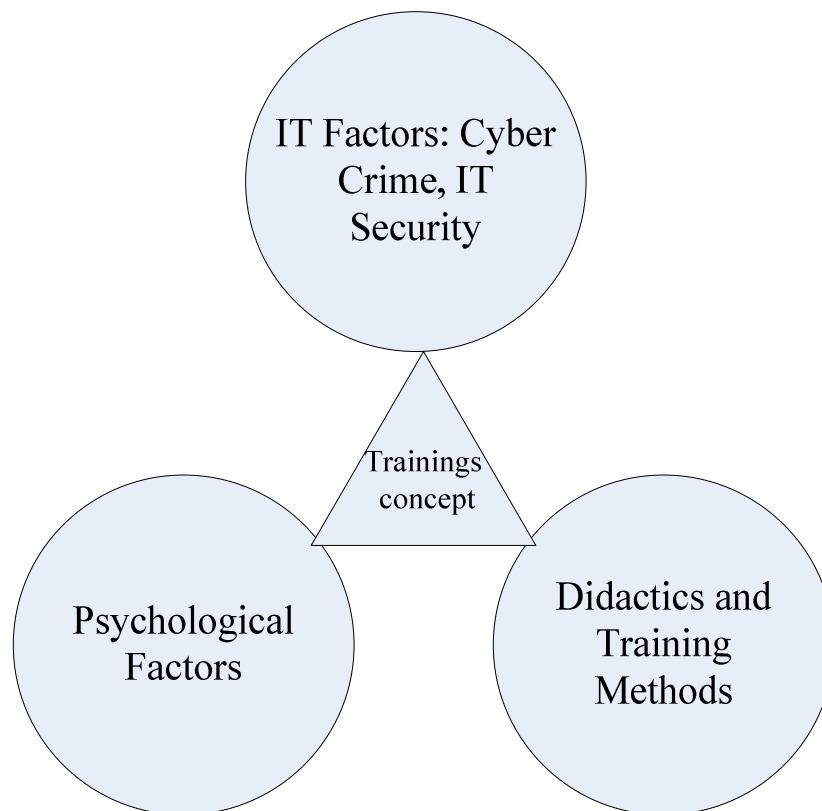 IT Factors: Cyber
Crime, IT
Security
Trainings
concept
Psychological
Factors
Didactics and
Training
Methods